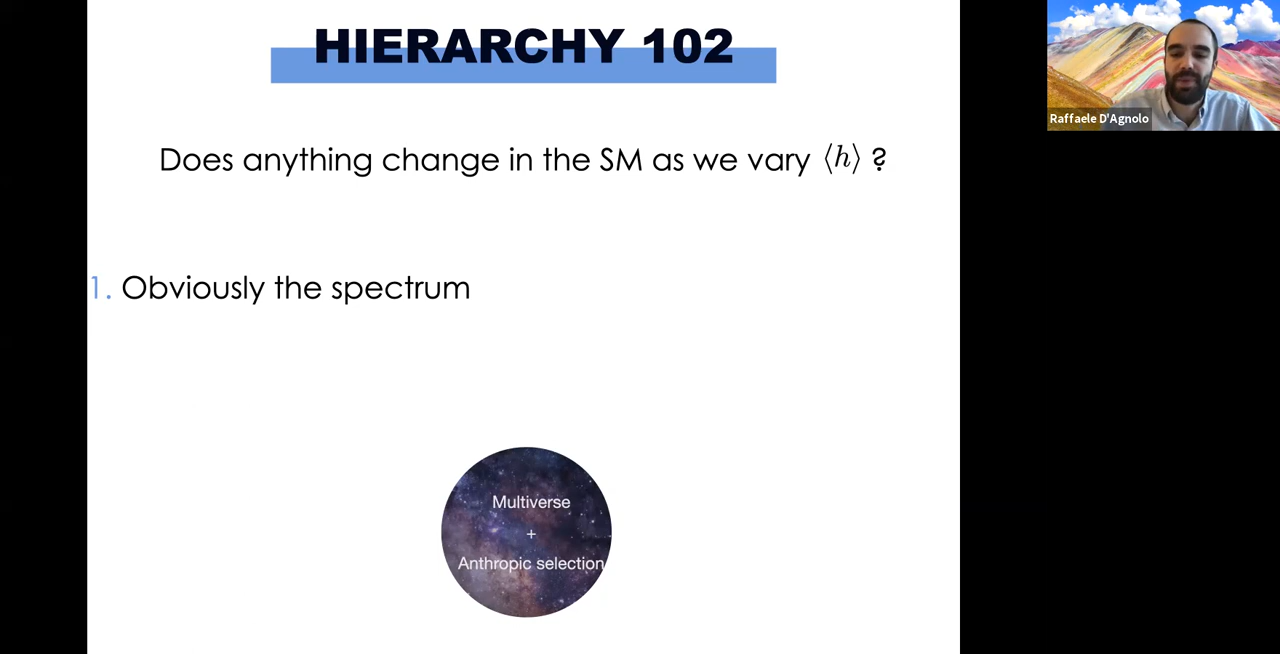 HIERARCHY 102
Raffaele D'Agnolo
Does anything change in the SM as we vary ⟨h⟩ ?
1. Obviously the spectrum
Multiverse
+
Anthropic selection